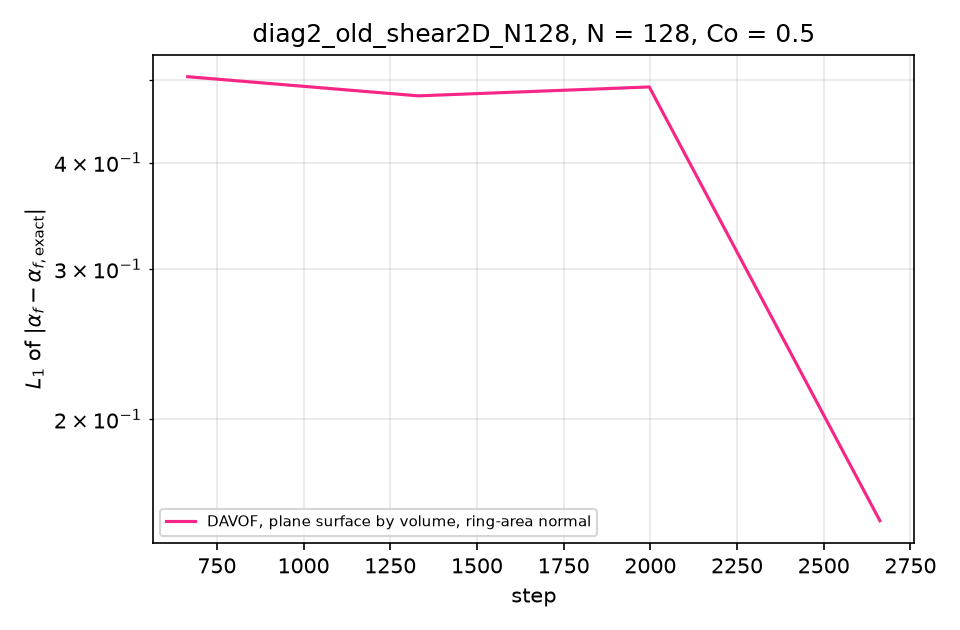 diag2_old_shear2D_N128, N = 128, Co = 0.5
L₁ of |α_f − α_{f, exact}|
4 × 10⁻¹
3 × 10⁻¹
2 × 10⁻¹
DAVOF, plane surface by volume, ring-area normal
750 1000 1250 1500 1750 2000 2250 2500 2750
step